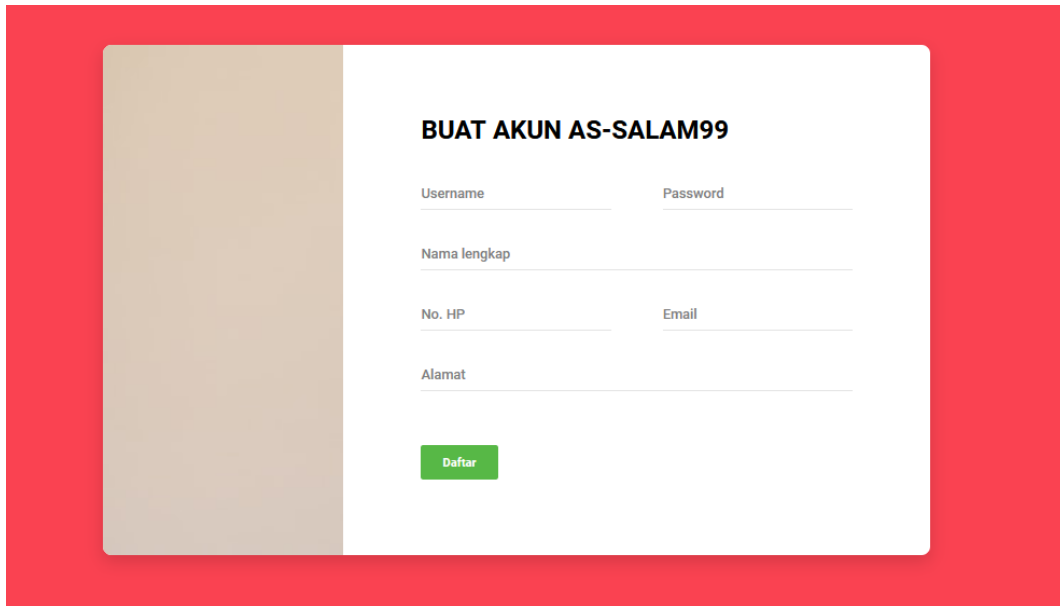 BUAT AKUN AS-SALAM99
Username Password
Nama lengkap
No. HP Email
Alamat
Daftar